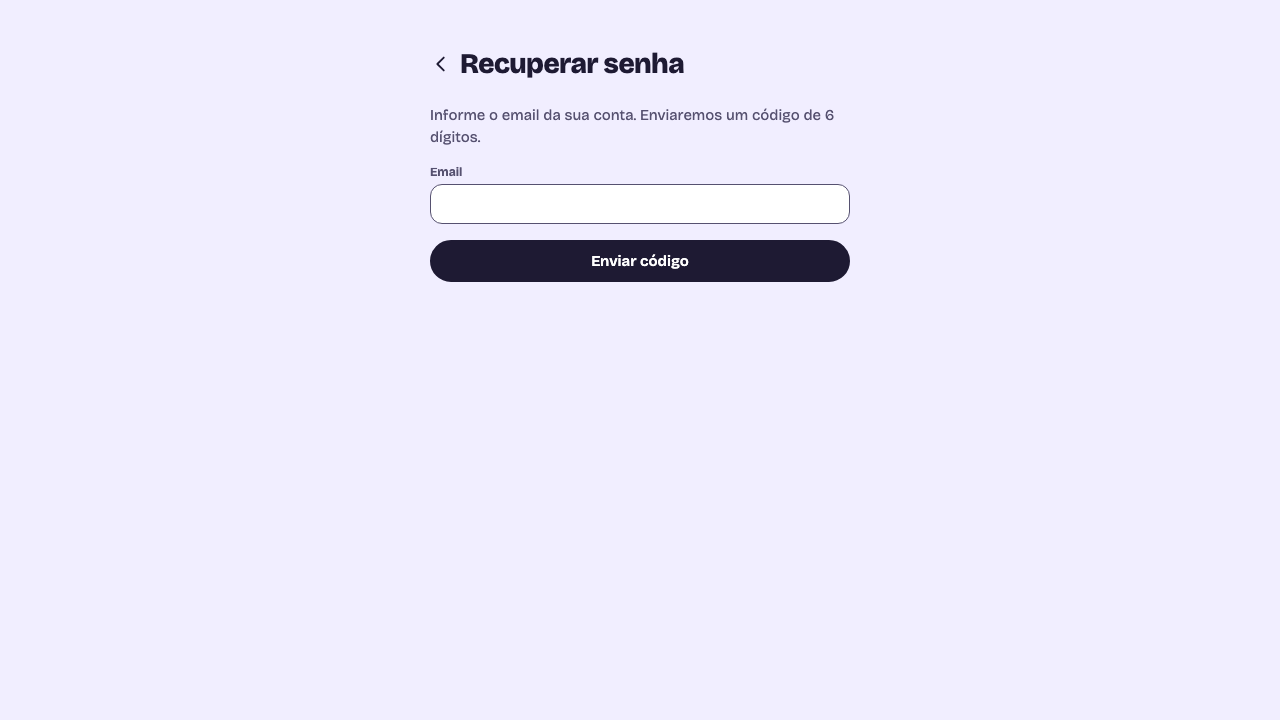 Recuperar senha
Informe o email da sua conta. Enviaremos um código de 6
dígitos.
Email
Enviar código